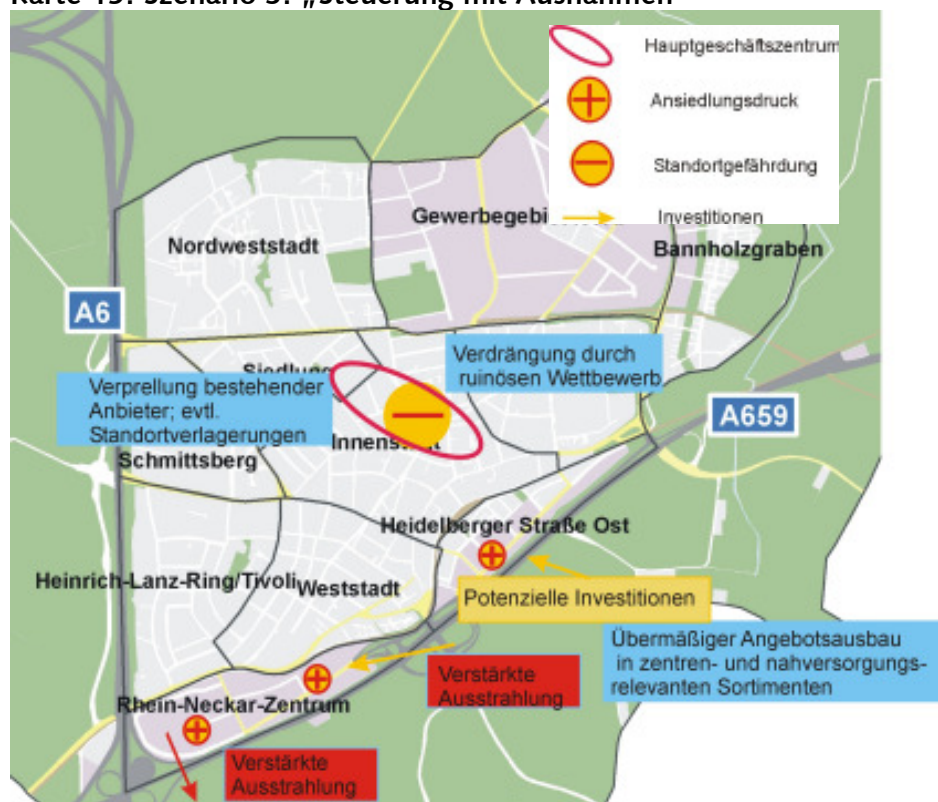 Hauptgeschäftszentrum
Ansiedlungsdruck
Standortgefährdung
Investitionen
Nordweststadt
Bannholzgraben
A6
Verdrängung durch
ruinösen Wettbewerb
Verprellung bestehender
Anbieter; evtl.
Standortverlagerungen
A659
Schmittsberg
Heidelberger Straße Ost
Heinrich-Lanz-Ring/Tivoli
Weststadt
Potenzielle Investitionen
Übermäßiger Angebotsausbau
in zentren- und nahversorgungs-
relevanten Sortimenten
Verstärkte
Ausstrahlung
Rhein-Neckar-Zentrum
Verstärkte
Ausstrahlung